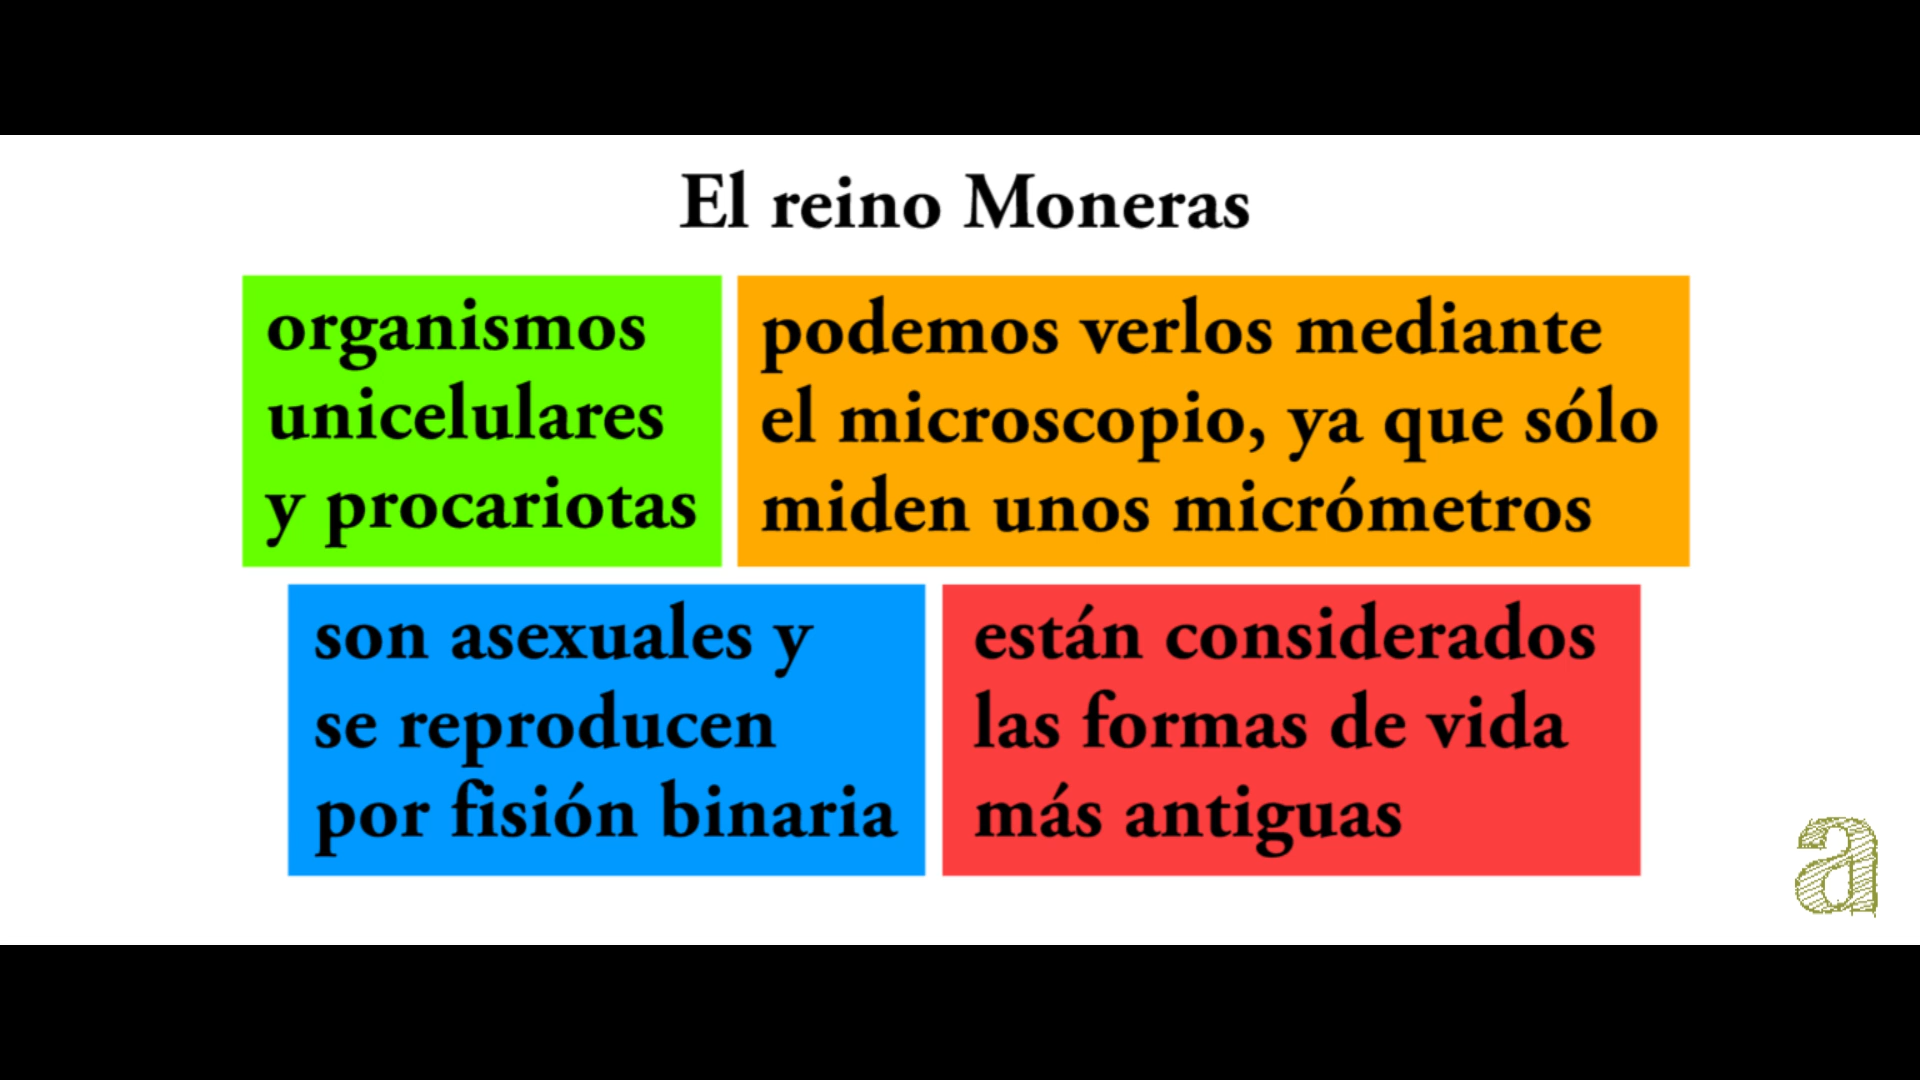 El reino Moneras
organismos
unicelulares
y procariotas
podemos verlos mediante
el microscopio, ya que sólo
miden unos micrómetros
son asexuales y
se reproducen
por fisión binaria
están considerados
las formas de vida
más antiguas
a